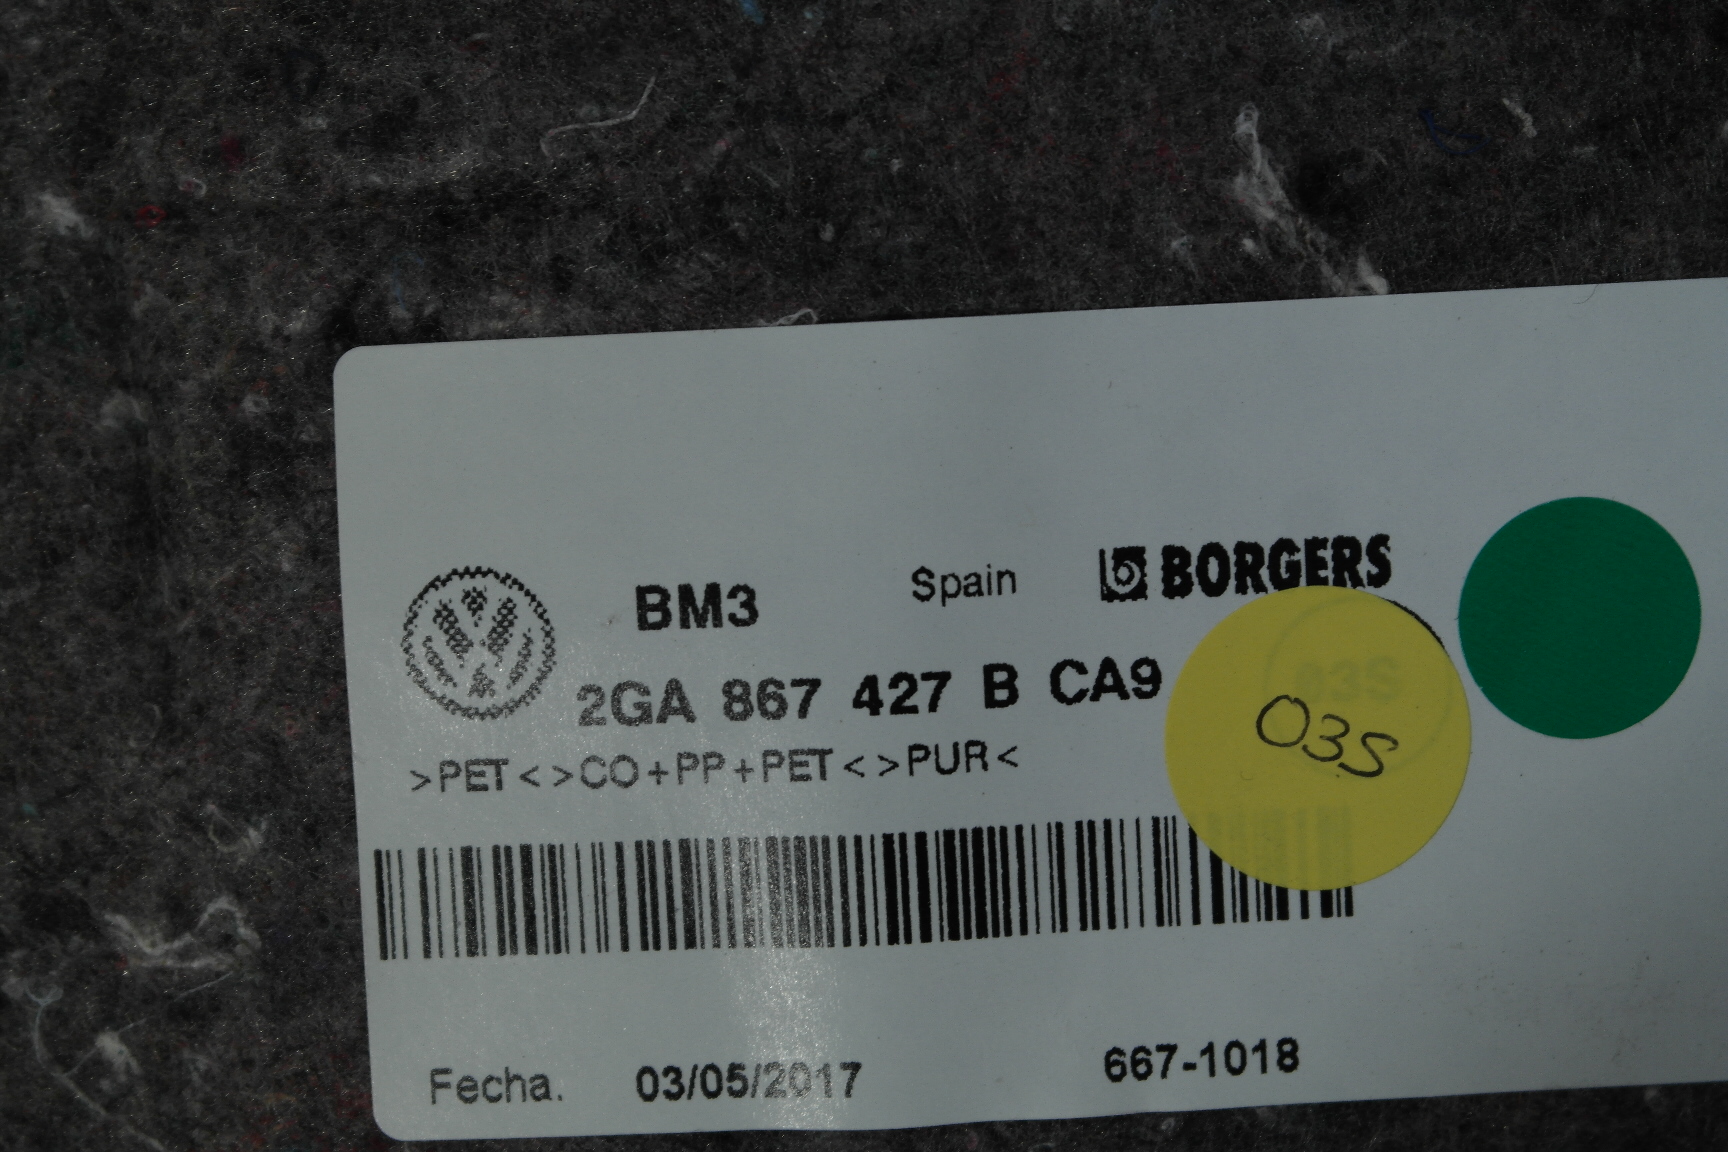 BM3 Spain BORGERS
2GA 867 427 B CA9
03S
O3S
>PET<>CO+PP+PET<>PUR<
Fecha. 03/05/2017 667-1018